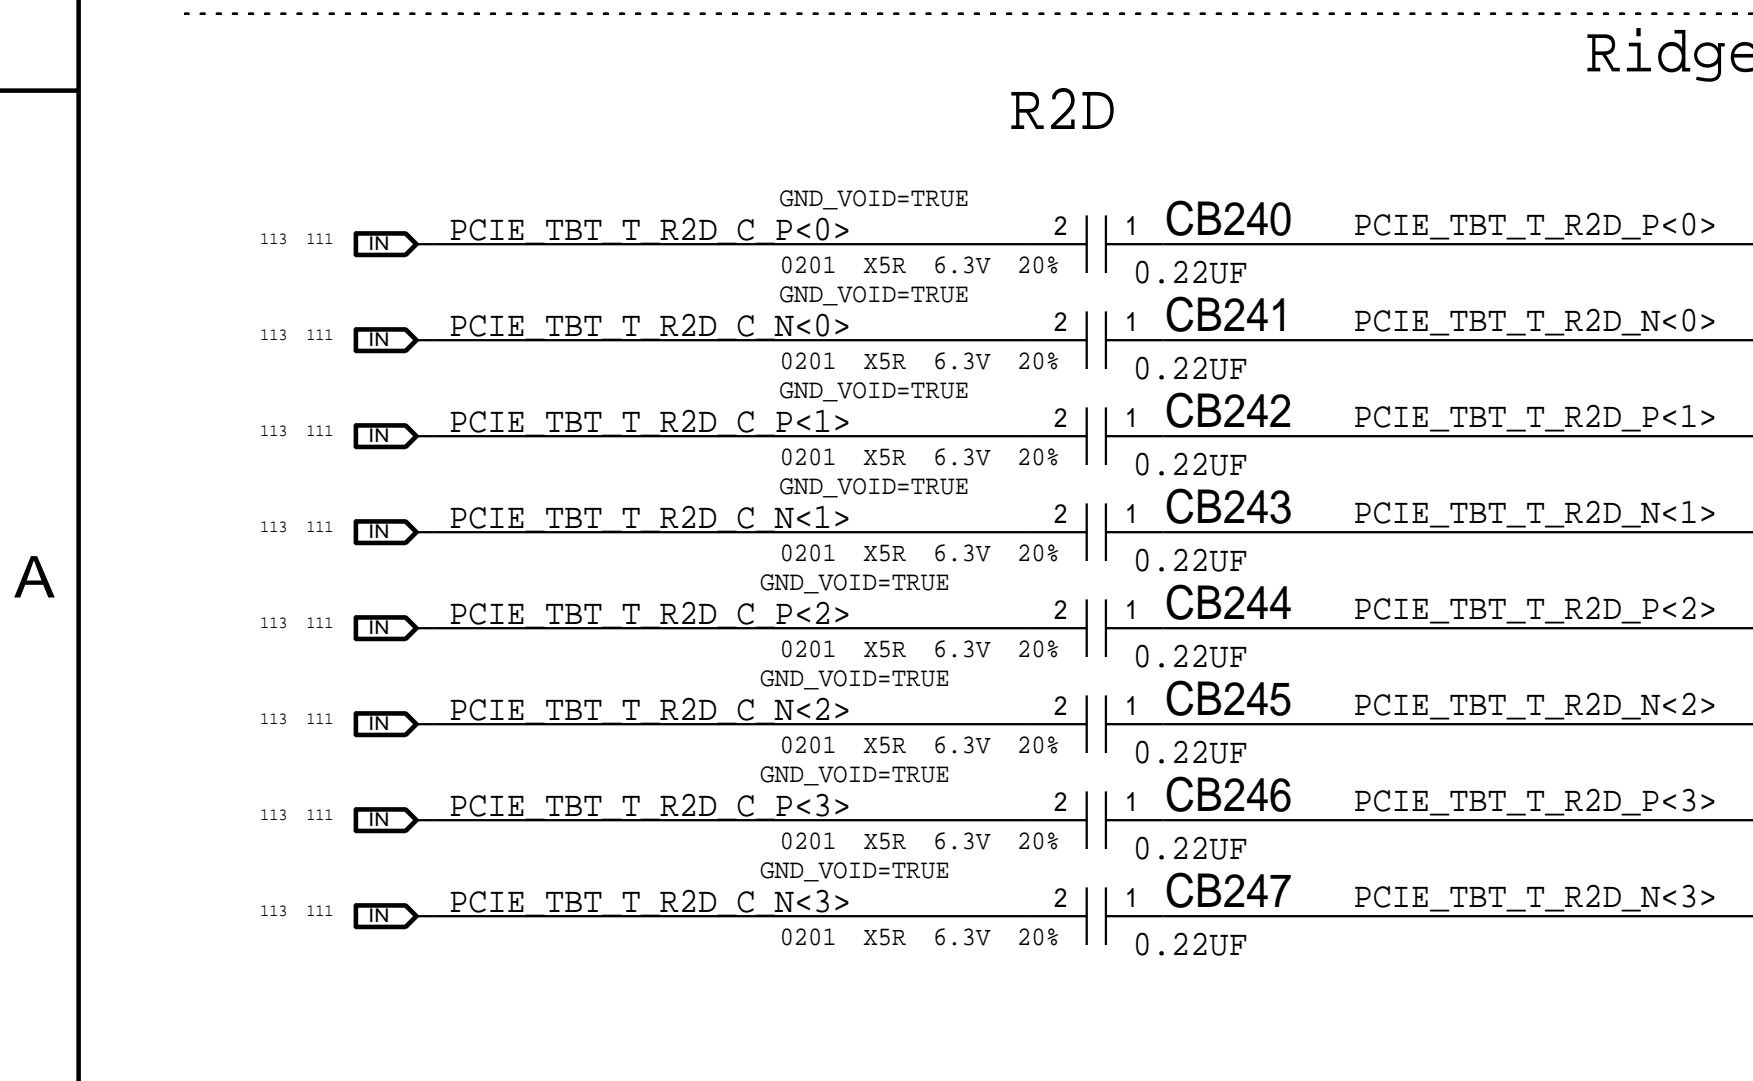 Ridge
R2D
GND_VOID=TRUE
113 111 IN PCIE_TBT_T_R2D_C_P<0> 2 1 CB240 PCIE_TBT_T_R2D_P<0>
0201 X5R 6.3V 20% 0.22UF
GND_VOID=TRUE
113 111 IN PCIE_TBT_T_R2D_C_N<0> 2 1 CB241 PCIE_TBT_T_R2D_N<0>
0201 X5R 6.3V 20% 0.22UF
GND_VOID=TRUE
113 111 IN PCIE_TBT_T_R2D_C_P<1> 2 1 CB242 PCIE_TBT_T_R2D_P<1>
0201 X5R 6.3V 20% 0.22UF
GND_VOID=TRUE
113 111 IN PCIE_TBT_T_R2D_C_N<1> 2 1 CB243 PCIE_TBT_T_R2D_N<1>
0201 X5R 6.3V 20% 0.22UF
A
GND_VOID=TRUE
113 111 IN PCIE_TBT_T_R2D_C_P<2> 2 1 CB244 PCIE_TBT_T_R2D_P<2>
0201 X5R 6.3V 20% 0.22UF
GND_VOID=TRUE
113 111 IN PCIE_TBT_T_R2D_C_N<2> 2 1 CB245 PCIE_TBT_T_R2D_N<2>
0201 X5R 6.3V 20% 0.22UF
GND_VOID=TRUE
113 111 IN PCIE_TBT_T_R2D_C_P<3> 2 1 CB246 PCIE_TBT_T_R2D_P<3>
0201 X5R 6.3V 20% 0.22UF
GND_VOID=TRUE
113 111 IN PCIE_TBT_T_R2D_C_N<3> 2 1 CB247 PCIE_TBT_T_R2D_N<3>
0201 X5R 6.3V 20% 0.22UF